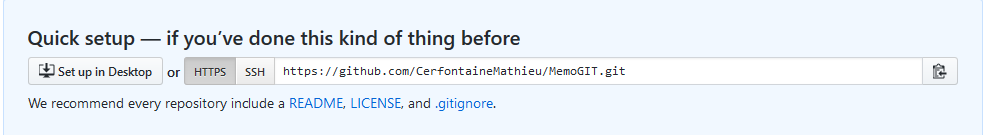 Quick setup — if you’ve done this kind of thing before
Set up in Desktop or HTTPS SSH https://github.com/CerfontaineMathieu/MemoGIT.git
We recommend every repository include a README, LICENSE, and .gitignore.